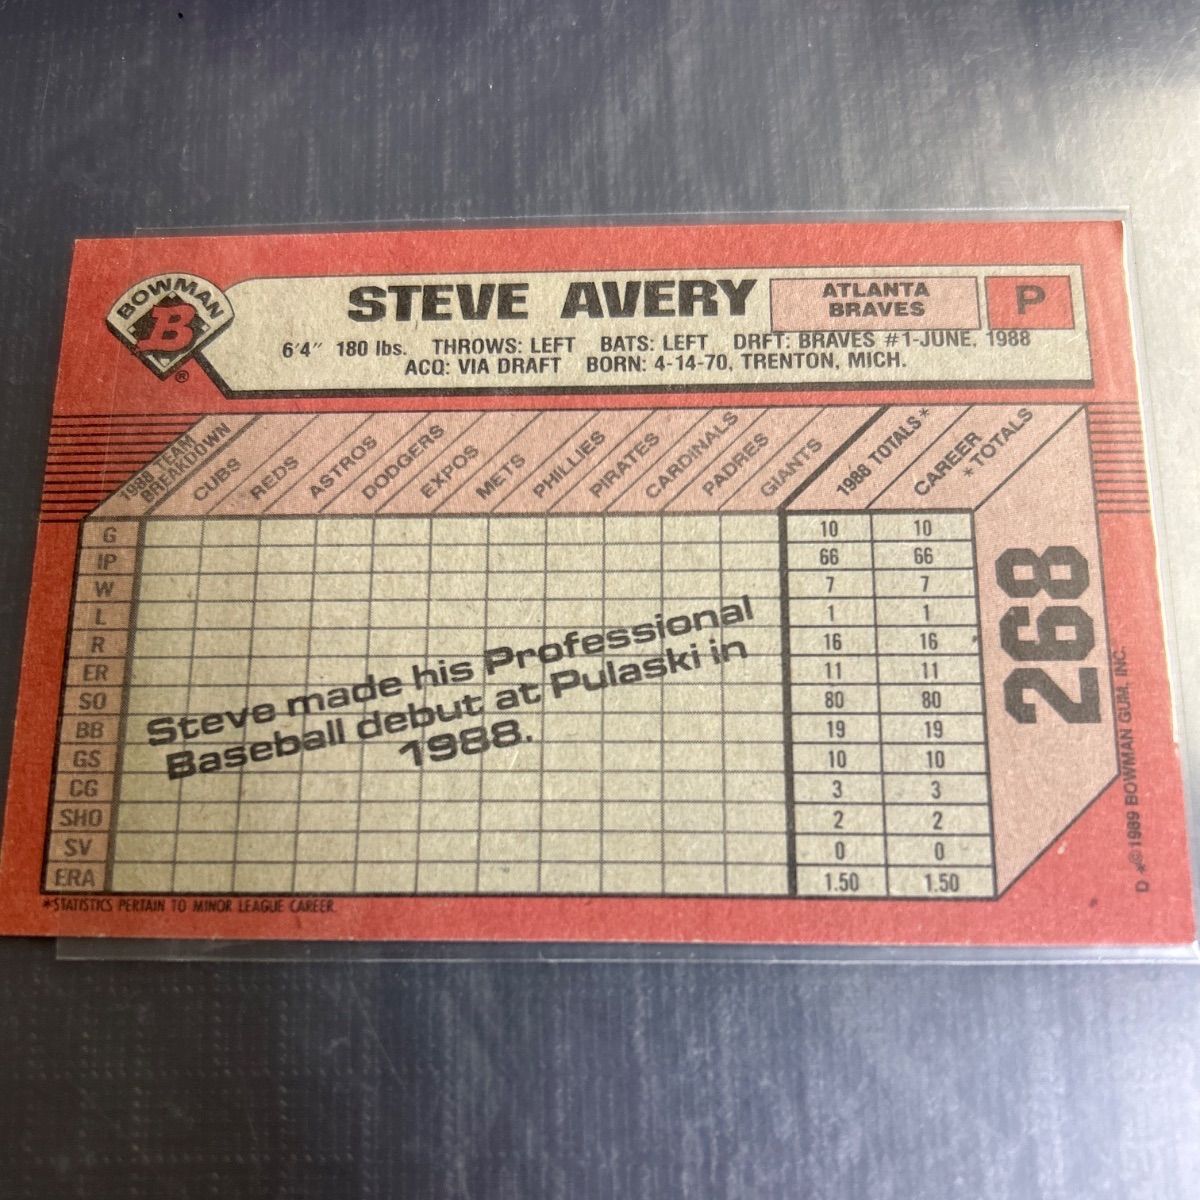 BOWMAN
B
®
STEVE AVERY
ATLANTA
BRAVES
P
6'4" 180 lbs. THROWS: LEFT BATS: LEFT DRFT: BRAVES #1-JUNE, 1988
ACQ: VIA DRAFT BORN: 4-14-70, TRENTON, MICH.
1988 TEAM
BREAKDOWN
CUBS
REDS
ASTROS
DODGERS
EXPOS
METS
PHILLIES
PIRATES
CARDINALS
PADRES
GIANTS
1988 TOTALS*
CAREER
*TOTALS
G 10 10
IP 66 66
W 7 7
L 1 1
R 16 16
ER 11 11
SO 80 80
BB 19 19
GS 10 10
CG 3 3
SHO 2 2
SV 0 0
ERA 1.50 1.50
Steve made his Professional
Baseball debut at Pulaski in
1988.
268
*STATISTICS PERTAIN TO MINOR LEAGUE CAREER.
D *©1989 BOWMAN GUM, INC.